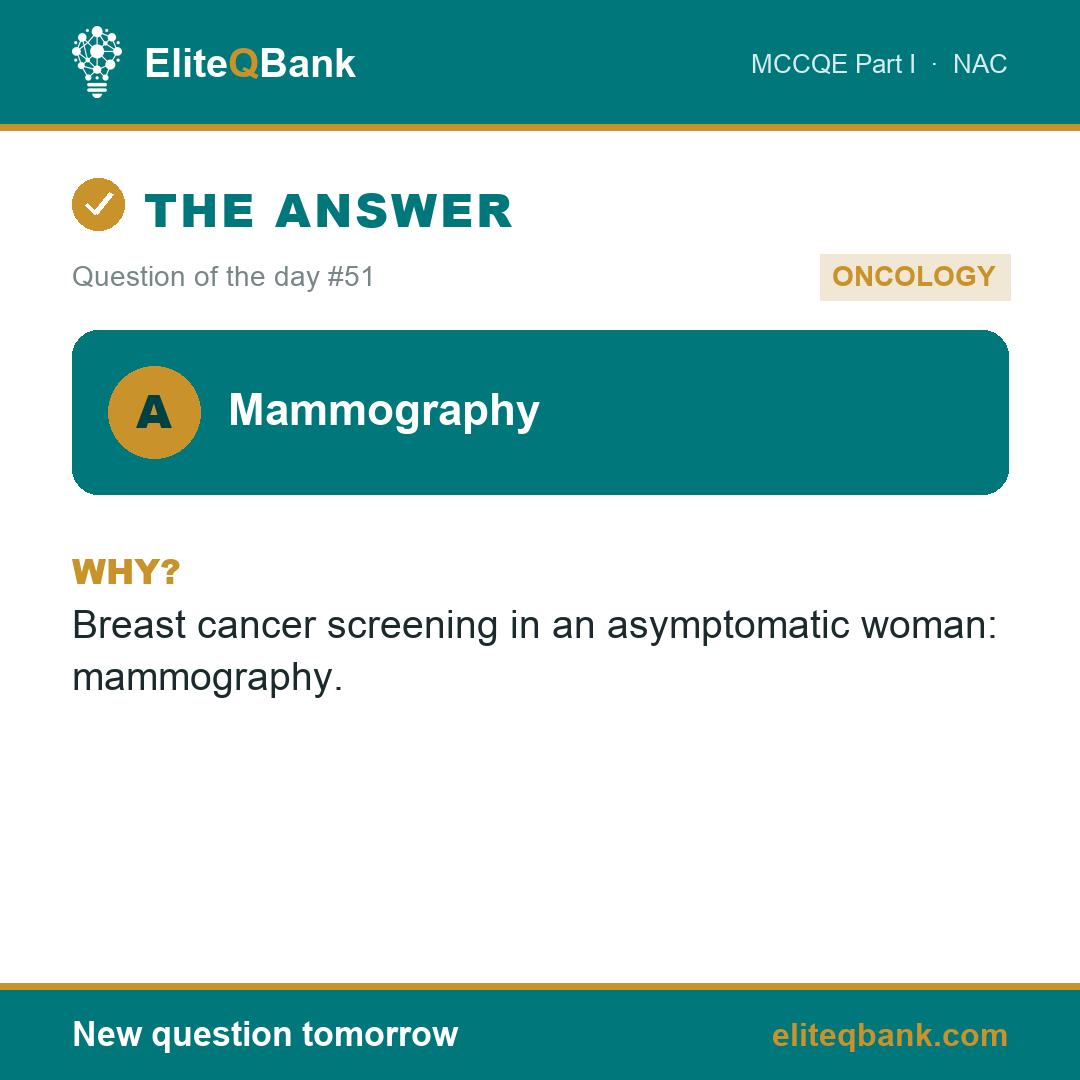 EliteQBank
MCCQE Part I · NAC
THE ANSWER
Question of the day #51
ONCOLOGY
A
Mammography
WHY?
Breast cancer screening in an asymptomatic woman:
mammography.
New question tomorrow
eliteqbank.com